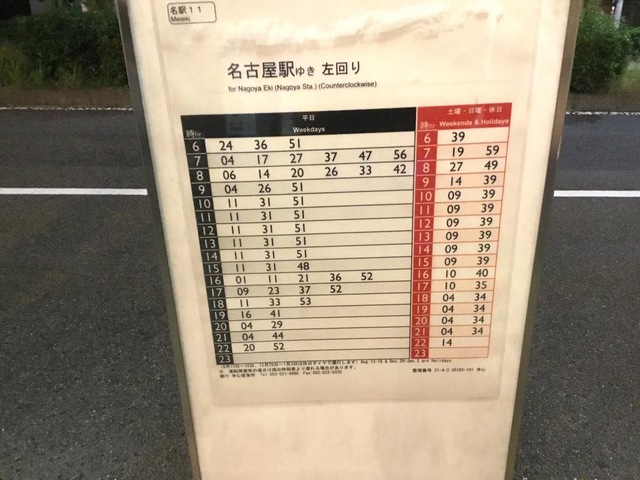 名駅11
Meieki
名古屋駅ゆき 左回り
for Nagoya Eki (Nagoya Sta.) (Counterclockwise)
平日
Weekdays
土曜・日曜・休日
時hr Weekends & Holidays
時hr
6 24 36 51 6 39
7 04 17 27 37 47 56 7 19 59
8 06 14 20 26 33 42 8 27 49
9 04 26 51 9 14 39
10 11 31 51 10 09 39
11 11 31 51 11 09 39
12 11 31 51 12 09 39
13 11 31 51 13 09 39
14 11 31 51 14 09 39
15 11 31 48 15 09 39
16 01 11 21 36 52 16 10 40
17 09 23 37 52 17 10 35
18 11 33 53 18 04 34
19 16 41 19 04 34
20 04 29 20 04 34
21 04 44 21 04 34
22 20 52 22 14
23 23